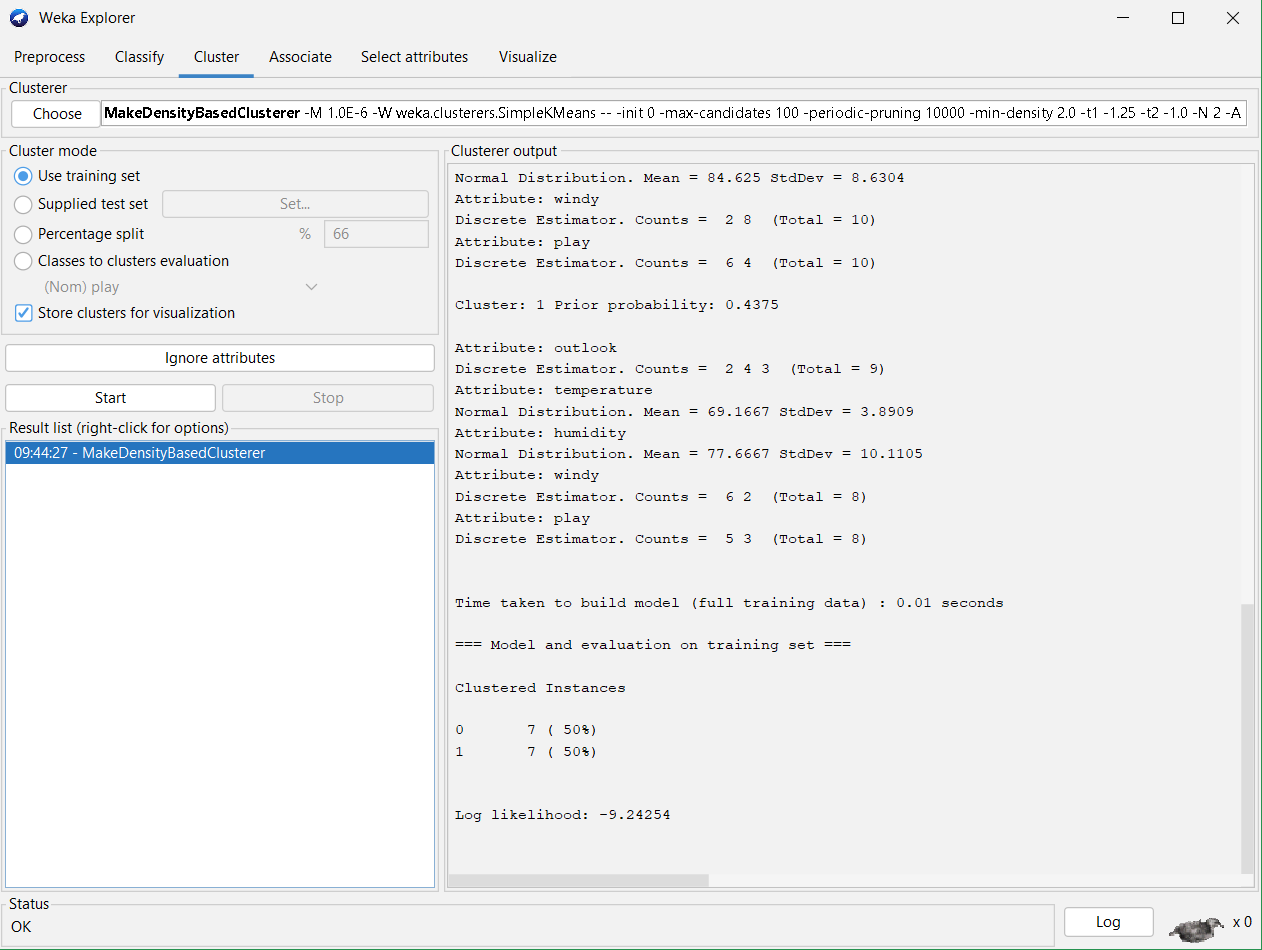 Weka Explorer
Preprocess Classify Cluster Associate Select attributes Visualize
Clusterer
Choose MakeDensityBasedClusterer -M 1.0E-6 -W weka.clusterers.SimpleKMeans -- -init 0 -max-candidates 100 -periodic-pruning 10000 -min-density 2.0 -t1 -1.25 -t2 -1.0 -N 2 -A
Cluster mode
Use training set
Supplied test set Set...
Percentage split % 66
Classes to clusters evaluation
(Nom) play
Store clusters for visualization
Ignore attributes
Start Stop
Result list (right-click for options)
09:44:27 - MakeDensityBasedClusterer
Clusterer output
Normal Distribution. Mean = 84.625 StdDev = 8.6304
Attribute: windy
Discrete Estimator. Counts = 2 8 (Total = 10)
Attribute: play
Discrete Estimator. Counts = 6 4 (Total = 10)
Cluster: 1 Prior probability: 0.4375
Attribute: outlook
Discrete Estimator. Counts = 2 4 3 (Total = 9)
Attribute: temperature
Normal Distribution. Mean = 69.1667 StdDev = 3.8909
Attribute: humidity
Normal Distribution. Mean = 77.6667 StdDev = 10.1105
Attribute: windy
Discrete Estimator. Counts = 6 2 (Total = 8)
Attribute: play
Discrete Estimator. Counts = 5 3 (Total = 8)
Time taken to build model (full training data) : 0.01 seconds
=== Model and evaluation on training set ===
Clustered Instances
0 7 ( 50%)
1 7 ( 50%)
Log likelihood: -9.24254
Status
OK
Log
x 0